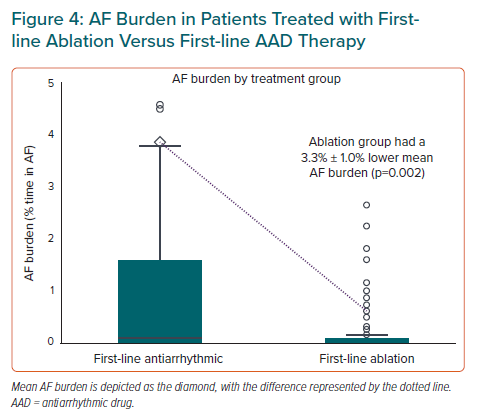 Figure 4: AF Burden in Patients Treated with First-
line Ablation Versus First-line AAD Therapy
AF burden by treatment group
5
4
3
2
1
0
AF burden (% time in AF)
Ablation group had a
3.3% ± 1.0% lower mean
AF burden (p=0.002)
First-line antiarrhythmic
First-line ablation
Mean AF burden is depicted as the diamond, with the difference represented by the dotted line.
AAD = antiarrhythmic drug.